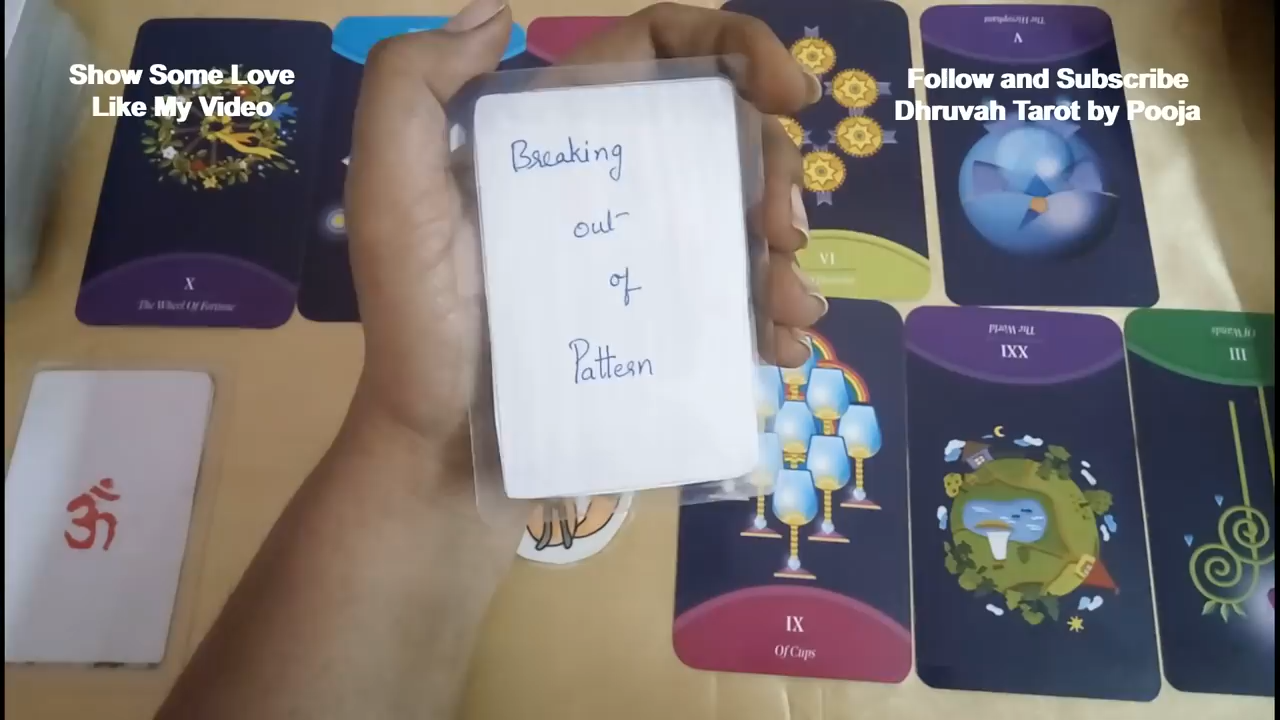 Show Some Love
Like My Video
Follow and Subscribe
Dhruvah Tarot by Pooja
Breaking
out
of
Pattern
The Hierophant
V
X
The Wheel Of Fortune
VI
The World
XXI
Of Wands
III
IX
Of Cups
ॐ